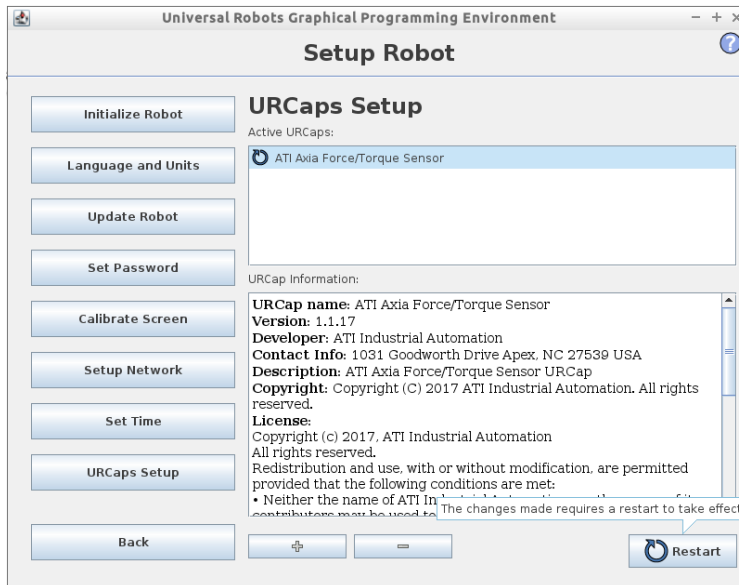 Universal Robots Graphical Programming Environment
Setup Robot
?
Initialize Robot
Language and Units
Update Robot
Set Password
Calibrate Screen
Setup Network
Set Time
URCaps Setup
Back
URCaps Setup
Active URCaps:
ATI Axia Force/Torque Sensor
URCap Information:
URCap name: ATI Axia Force/Torque Sensor
Version: 1.1.17
Developer: ATI Industrial Automation
Contact Info: 1031 Goodworth Drive Apex, NC 27539 USA
Description: ATI Axia Force/Torque Sensor URCap
Copyright: Copyright (C) 2017 ATI Industrial Automation. All rights
reserved.
License:
Copyright (c) 2017, ATI Industrial Automation
All rights reserved.
Redistribution and use, with or without modification, are permitted
provided that the following conditions are met:
• Neither the name of ATI
contributors may be used to
The changes made requires a restart to take effect
Restart